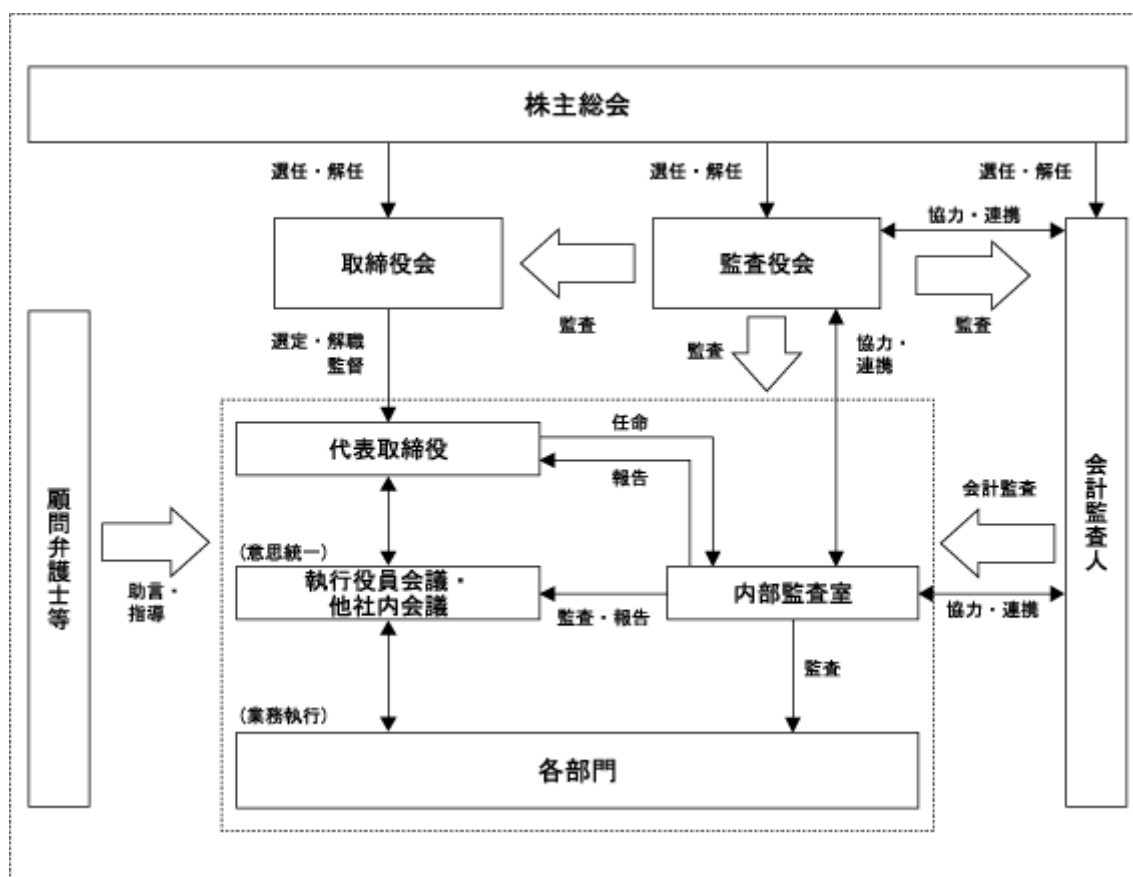 株主総会
選任・解任
選任・解任
選任・解任
協力・連携
取締役会
監査役会
監査
監査
監査
協力・
連携
選定・解職
監督
代表取締役
任命
報告
会計監査人
会計監査
顧問弁護士等
助言・
指導
(意思統一)
執行役員会議・
他社内会議
監査・報告
内部監査室
協力・連携
監査
(業務執行)
各部門